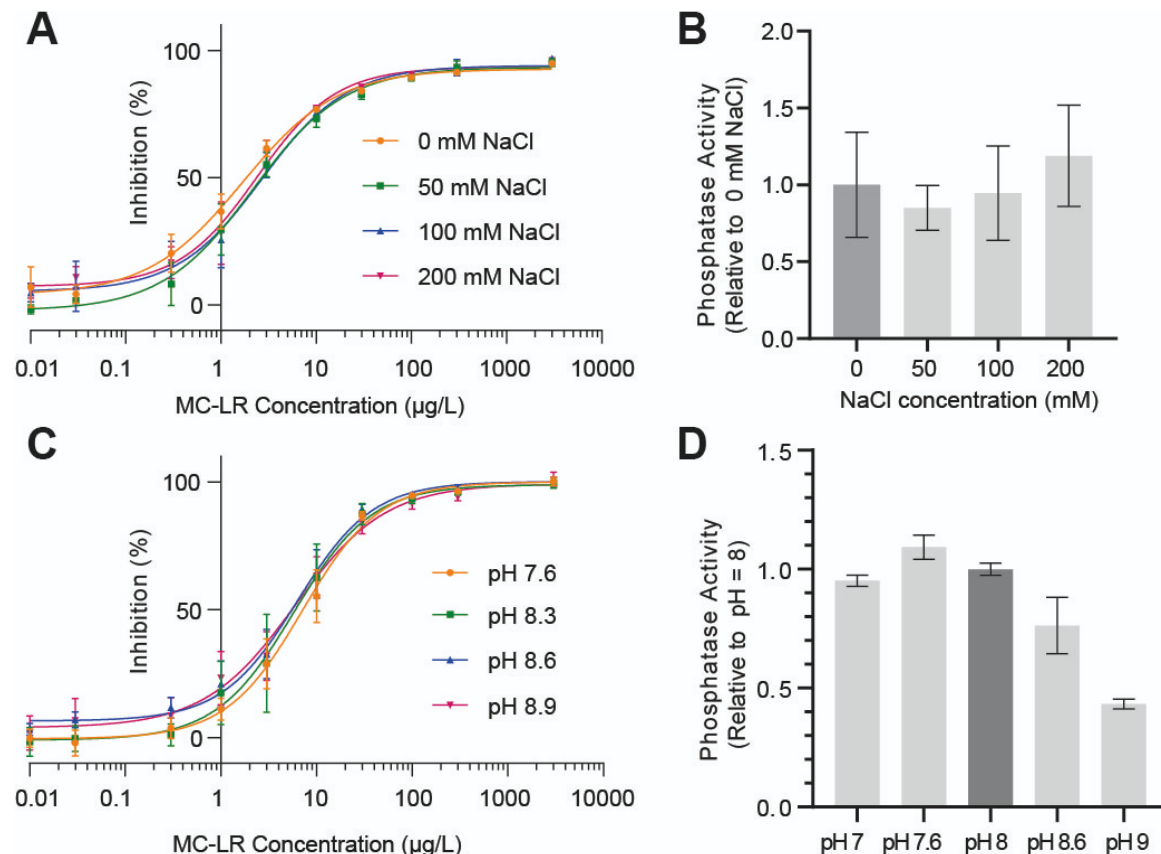 A
Inhibition (%)
100
50
0
0 mM NaCl
50 mM NaCl
100 mM NaCl
200 mM NaCl
0.01 0.1 1 10 100 1000 10000
MC-LR Concentration (µg/L)
B
Phosphatase Activity
(Relative to 0 mM NaCl)
2.0
1.5
1.0
0.5
0.0
0 50 100 200
NaCl concentration (mM)
C
Inhibition (%)
100
50
0
pH 7.6
pH 8.3
pH 8.6
pH 8.9
0.01 0.1 1 10 100 1000 10000
MC-LR Concentration (µg/L)
D
Phosphatase Activity
(Relative to pH = 8)
1.5
1.0
0.5
0.0
pH 7 pH 7.6 pH 8 pH 8.6 pH 9